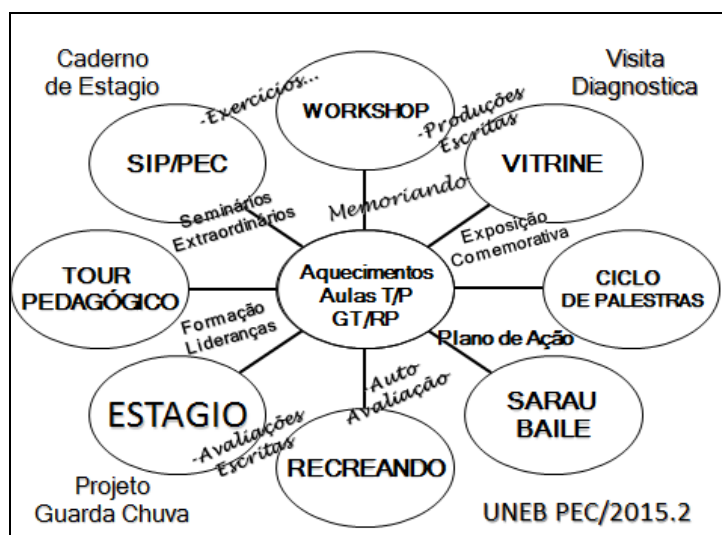 Caderno
de Estagio
-Exercícios...
WORKSHOP
-Produções
Escritas
Visita
Diagnostica
SIP/PEC
VITRINE
Memoriando
Seminários
Extraordinários
Exposição
Comemorativa
TOUR
PEDAGÓGICO
Aquecimentos
Aulas T/P
GT/RP
CICLO
DE PALESTRAS
Formação
Lideranças
Plano de Ação
-Auto
Avaliação
ESTAGIO
-Avaliações
Escritas
RECREANDO
SARAU
BAILE
Projeto
Guarda Chuva
UNEB PEC/2015.2